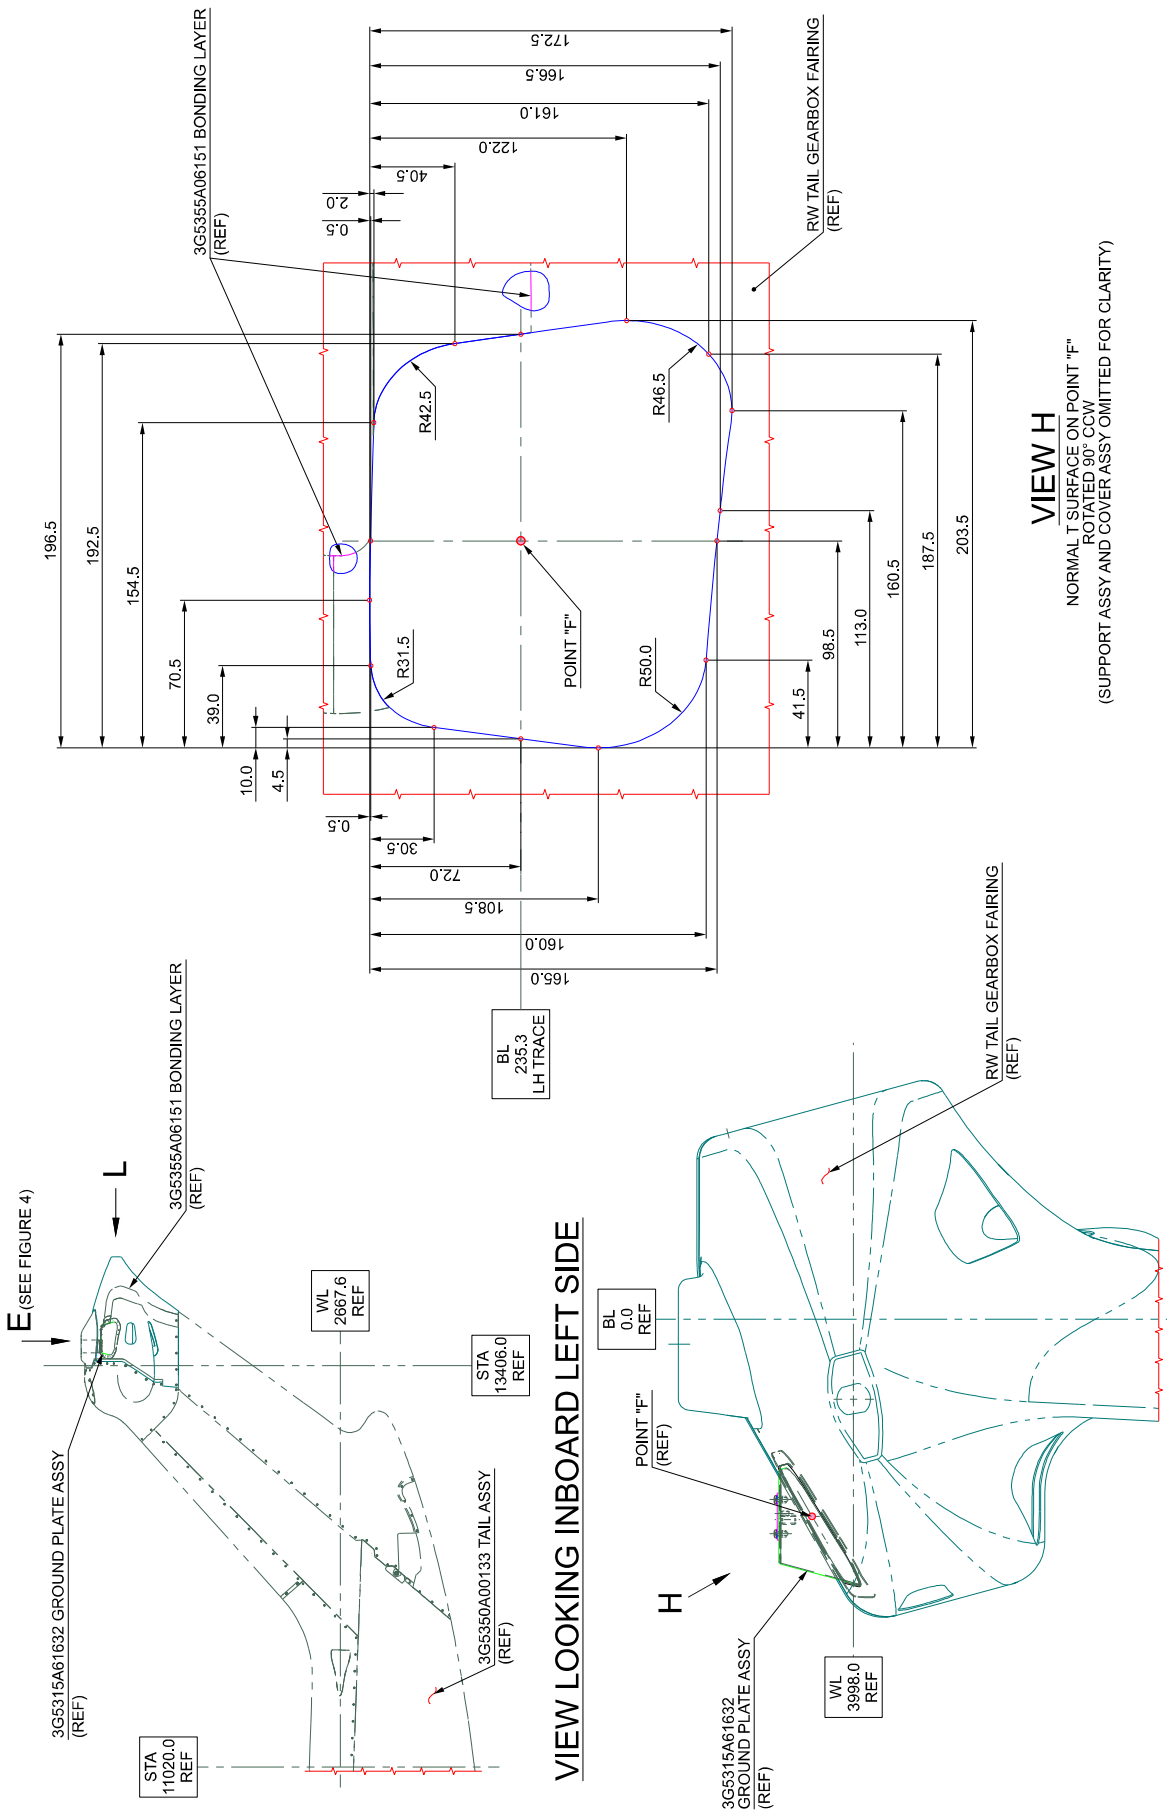 E (SEE FIGURE 4)
L
3G5315A61632 GROUND PLATE ASSY
(REF)
3G5355A06151 BONDING LAYER
(REF)
STA
11020.0
REF
WL
2667.6
REF
STA
13406.0
REF
3G5350A00133 TAIL ASSY
(REF)
VIEW LOOKING INBOARD LEFT SIDE
BL
0.0
REF
POINT "F"
(REF)
H
3G5315A61632
GROUND PLATE ASSY
(REF)
WL
3998.0
REF
RW TAIL GEARBOX FAIRING
(REF)
196.5
192.5
154.5
70.5
39.0
10.0
4.5
3G5355A06151 BONDING LAYER
(REF)
0.5
30.5
72.0
108.5
160.0
165.0
0.5
2.0
40.5
122.0
161.0
166.5
172.5
R31.5
R42.5
R50.0
R46.5
POINT "F"
BL
235.3
LH TRACE
RW TAIL GEARBOX FAIRING
(REF)
41.5
98.5
113.0
160.5
187.5
203.5
VIEW H
NORMAL T SURFACE ON POINT "F"
ROTATED 90° CCW
(SUPPORT ASSY AND COVER ASSY OMITTED FOR CLARITY)